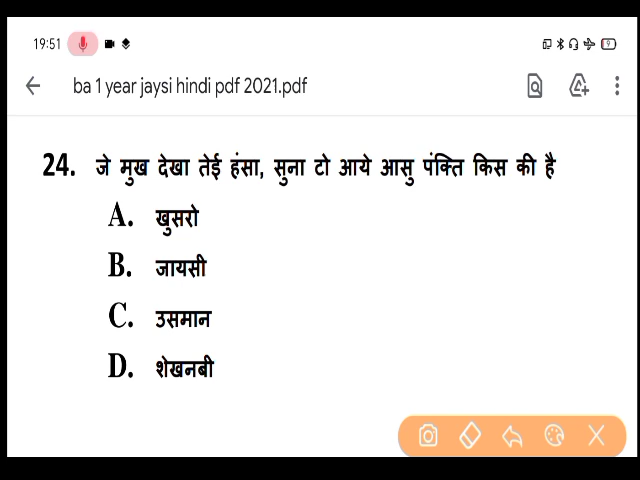 19:51
ba 1 year jaysi hindi pdf 2021.pdf
24. जे मुख देखा तेई हंसा, सुना टो आये आसु पंक्ति किस की है
A. खुसरो
B. जायसी
C. उसमान
D. शेखनबी